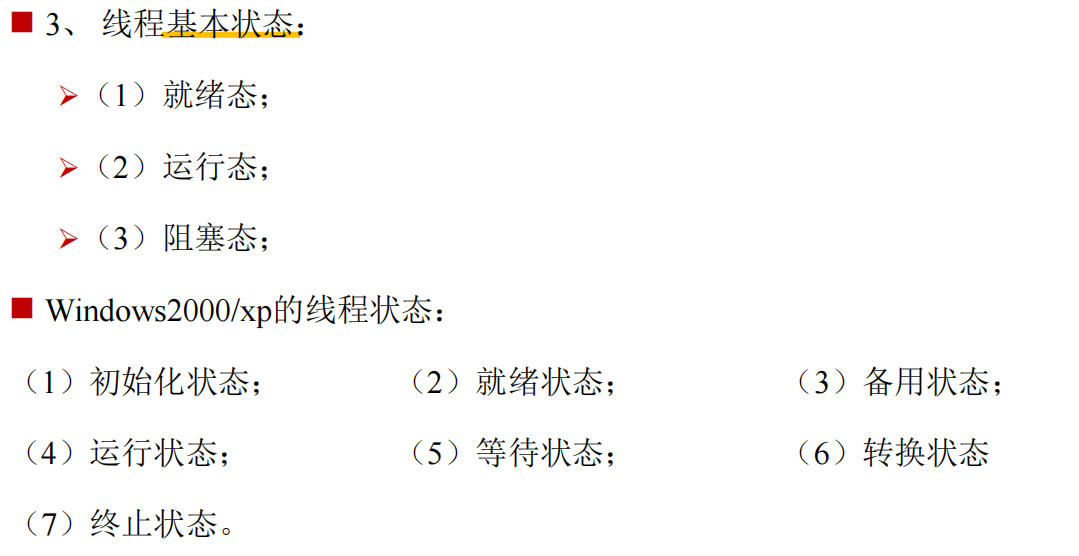 3、 线程基本状态：
（1）就绪态；
（2）运行态；
（3）阻塞态；
Windows2000/xp的线程状态：
（1）初始化状态； （2）就绪状态； （3）备用状态；
（4）运行状态； （5）等待状态； （6）转换状态
（7）终止状态。